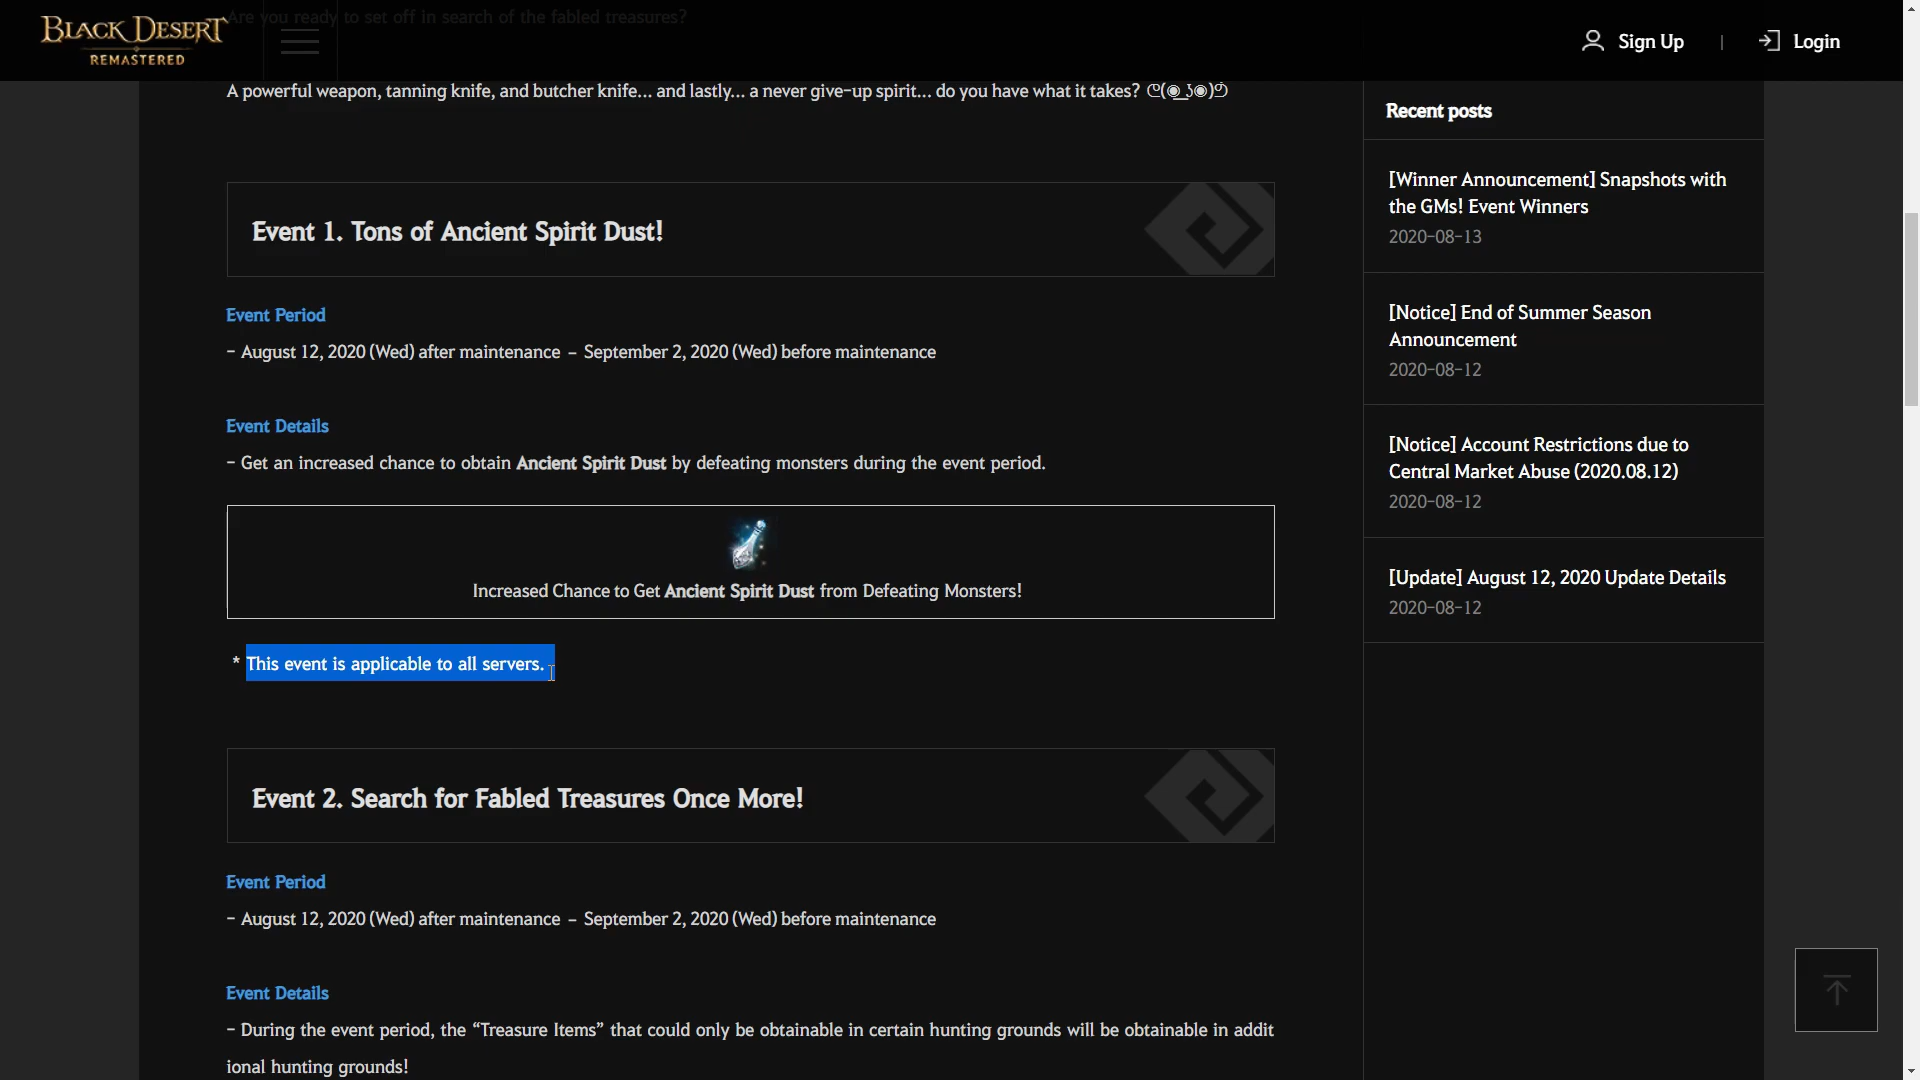 Are you ready to set off in search of the fabled treasures?
BLACK DESERT
REMASTERED
Sign Up
|
Login
A powerful weapon, tanning knife, and butcher knife... and lastly... a never give-up spirit... do you have what it takes? ᕦ(◉ ͜ʖ◉)ᕤ
Event 1. Tons of Ancient Spirit Dust!
Event Period
- August 12, 2020 (Wed) after maintenance – September 2, 2020 (Wed) before maintenance
Event Details
- Get an increased chance to obtain Ancient Spirit Dust by defeating monsters during the event period.
Increased Chance to Get Ancient Spirit Dust from Defeating Monsters!
* This event is applicable to all servers.
Event 2. Search for Fabled Treasures Once More!
Event Period
- August 12, 2020 (Wed) after maintenance – September 2, 2020 (Wed) before maintenance
Event Details
- During the event period, the “Treasure Items” that could only be obtainable in certain hunting grounds will be obtainable in addit
ional hunting grounds!
Recent posts
[Winner Announcement] Snapshots with
the GMs! Event Winners
2020-08-13
[Notice] End of Summer Season
Announcement
2020-08-12
[Notice] Account Restrictions due to
Central Market Abuse (2020.08.12)
2020-08-12
[Update] August 12, 2020 Update Details
2020-08-12